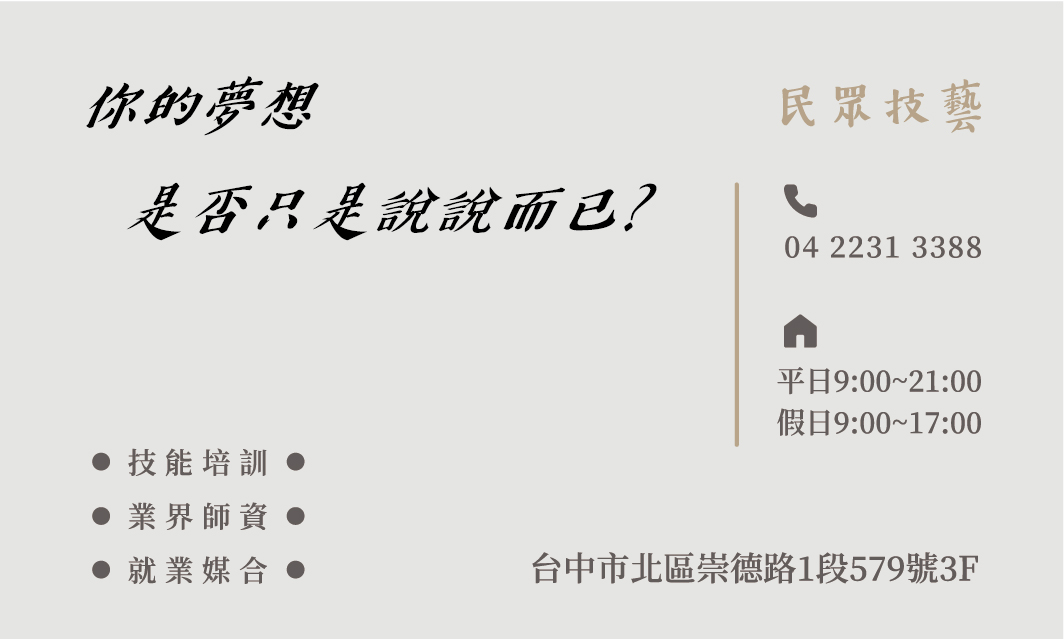 你的夢想
是否只是說說而已?
民眾技藝
04 2231 3388
平日9:00~21:00
假日9:00~17:00
● 技能培訓 ●
● 業界師資 ●
● 就業媒合 ●
台中市北區崇德路1段579號3F